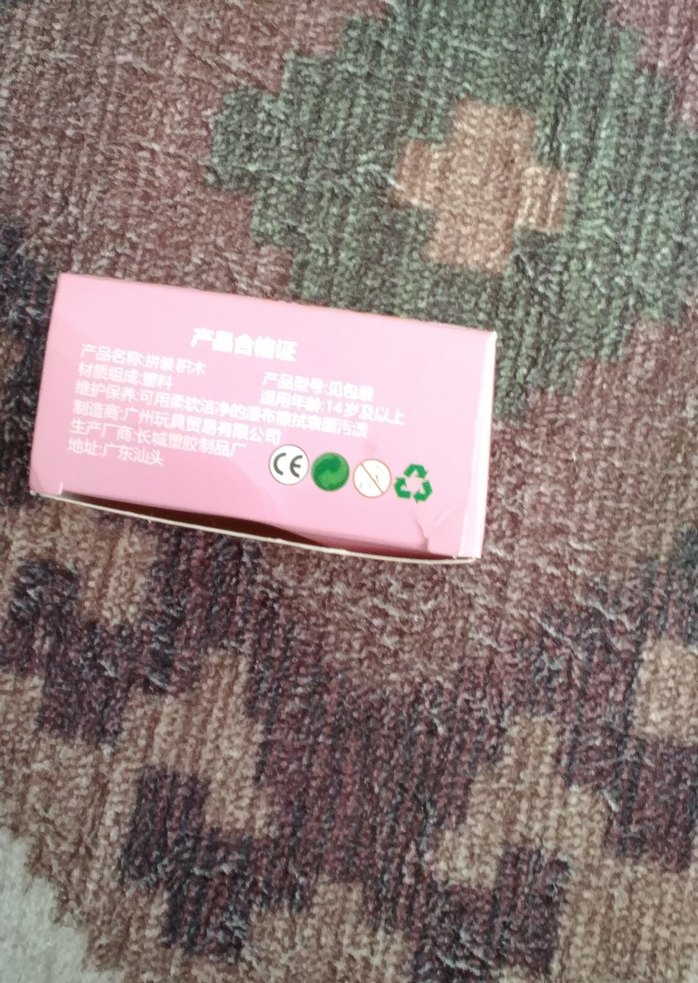 产品合格证
产品名称:拼装积木
产品型号:见包装
材质组成:塑料
适用年龄:14岁及以上
维护保养:可用柔软洁净的湿布擦拭表面污渍
制造商:广州玩具贸易有限公司
生产厂商:长城塑胶制品厂
地址:广东汕头
CE